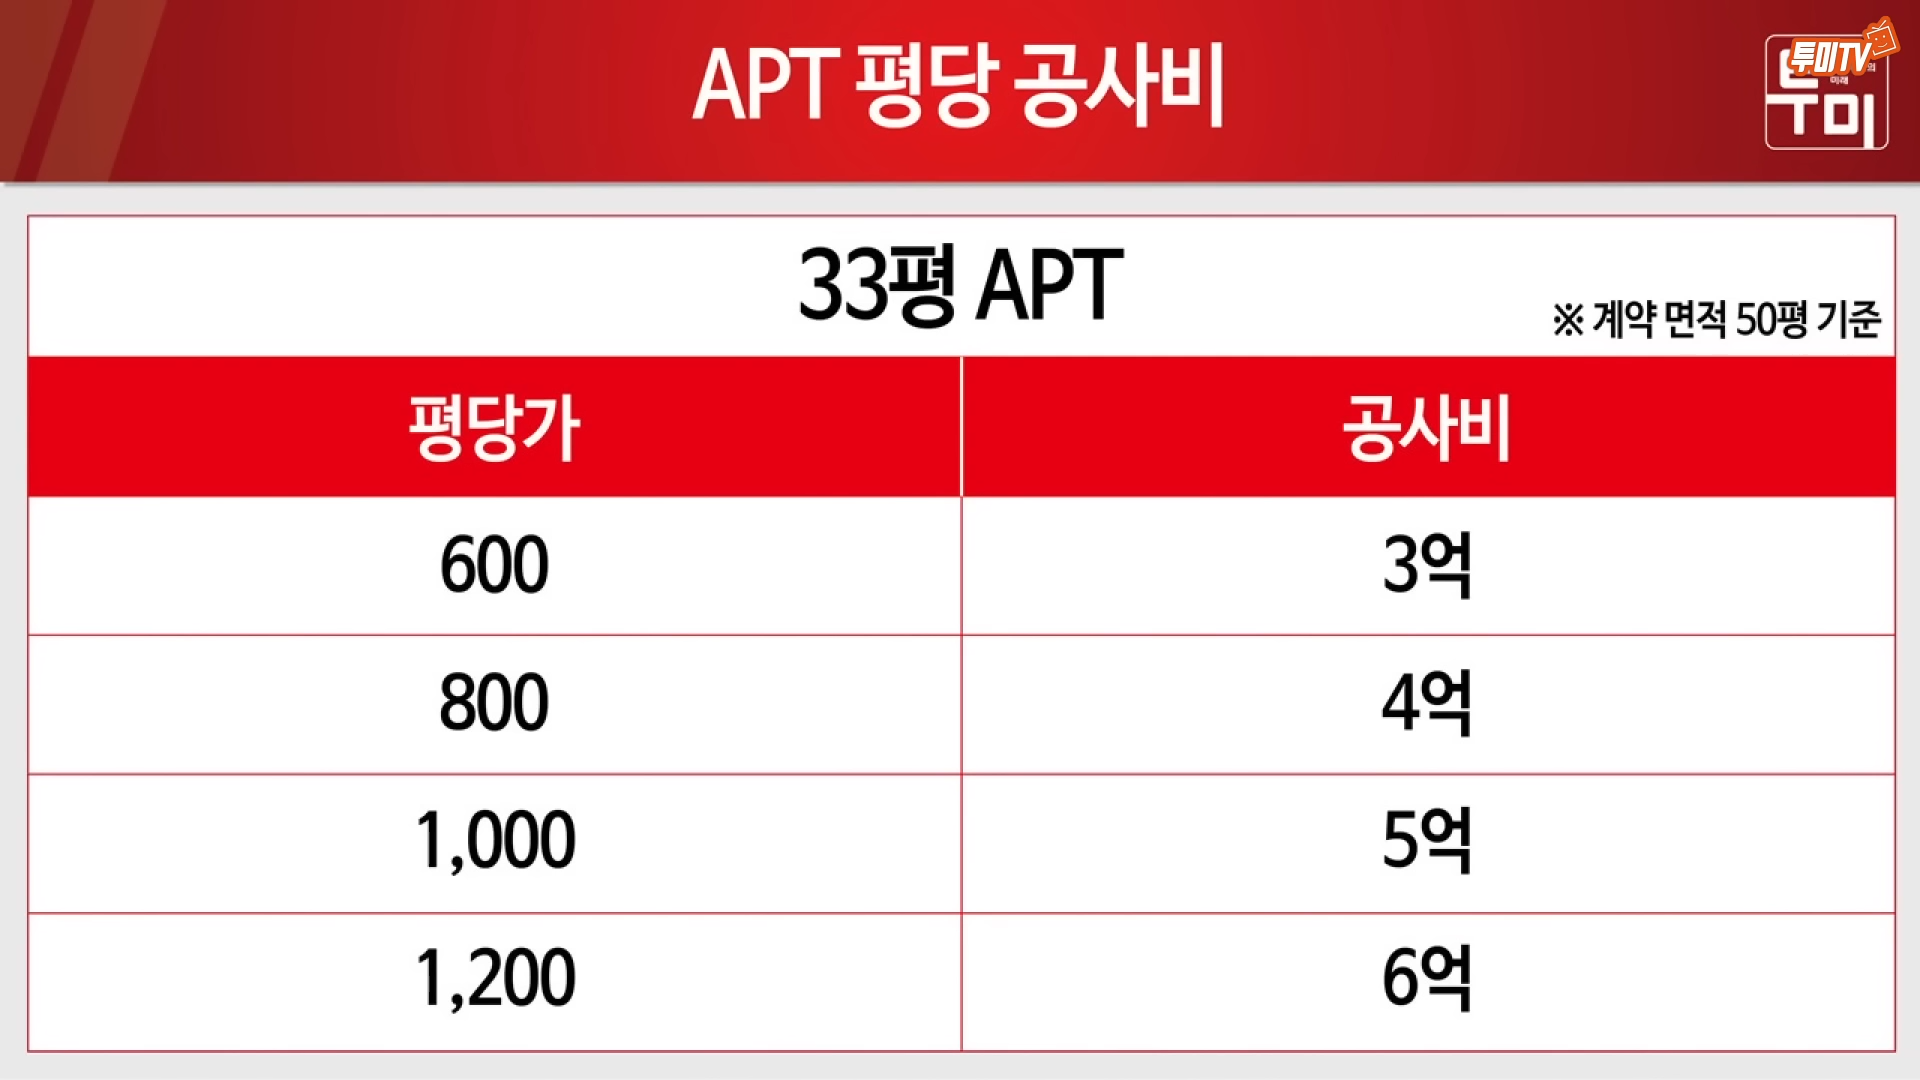 APT 평당 공사비
투미TV
투미
미래
33평 APT
※ 계약 면적 50평 기준
평당가 공사비
600 3억
800 4억
1,000 5억
1,200 6억